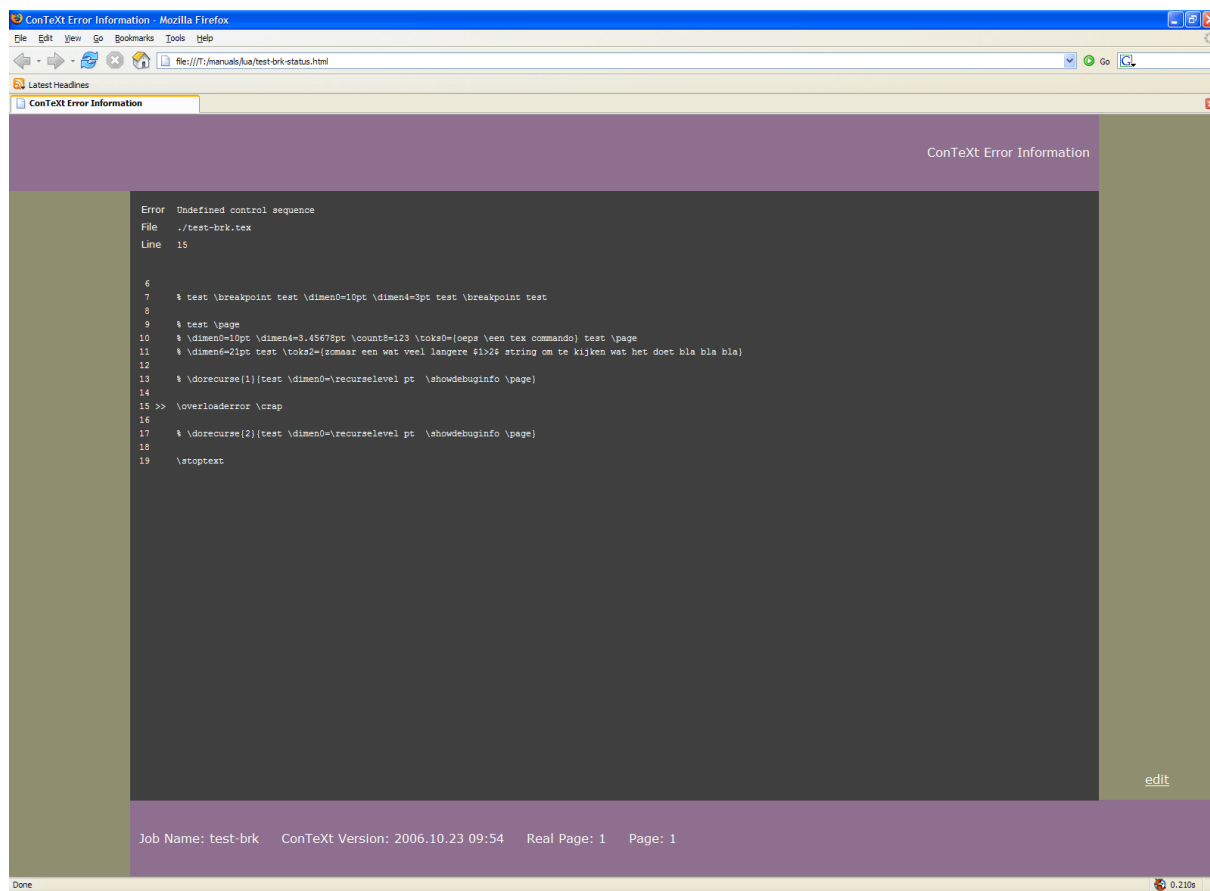 ConTeXt Error Information - Mozilla Firefox
File Edit View Go Bookmarks Tools Help
file:///T:/manuals/lua/test-brk-status.html Go G
Latest Headlines
ConTeXt Error Information
ConTeXt Error Information
Error Undefined control sequence
File ./test-brk.tex
Line 15
6
7 % test \breakpoint test \dimen0=10pt \dimen4=3pt test \breakpoint test
8
9 % test \page
10 % \dimen0=10pt \dimen4=3.45678pt \count8=123 \toks0={oeps \een tex commando} test \page
11 % \dimen6=21pt test \toks2={zomaar een wat veel langere $1>2$ string om te kijken wat het doet bla bla bla}
12
13 % \dorecurse{1}{test \dimen0=\recurselevel pt \showdebuginfo \page}
14
15 >> \overloaderror \crap
16
17 % \dorecurse{2}{test \dimen0=\recurselevel pt \showdebuginfo \page}
18
19 \stoptext
edit
Job Name: test-brk ConTeXt Version: 2006.10.23 09:54 Real Page: 1 Page: 1
Done 0.210s